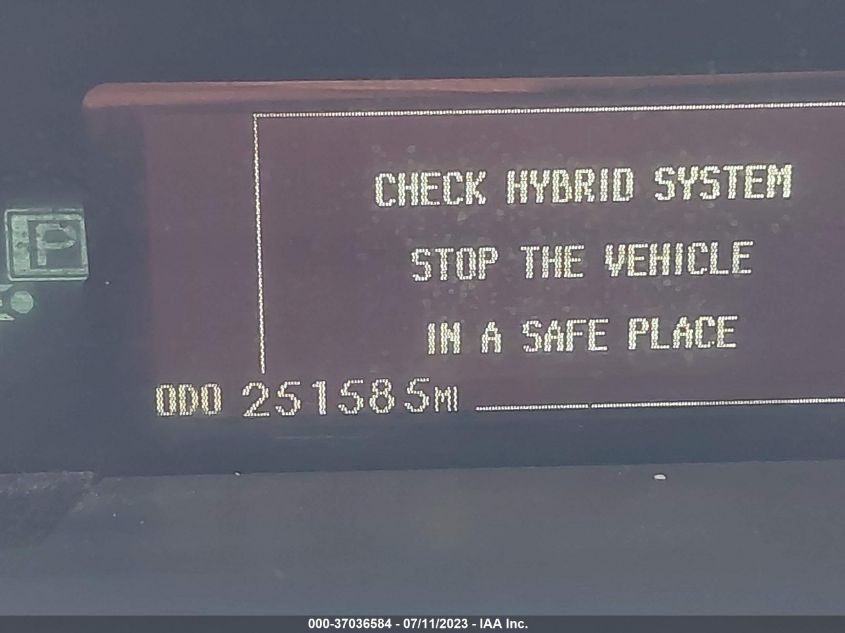 CHECK HYBRID SYSTEM
STOP THE VEHICLE
IN A SAFE PLACE
P
ODO 251585MI
000-37036584 - 07/11/2023 - IAA Inc.